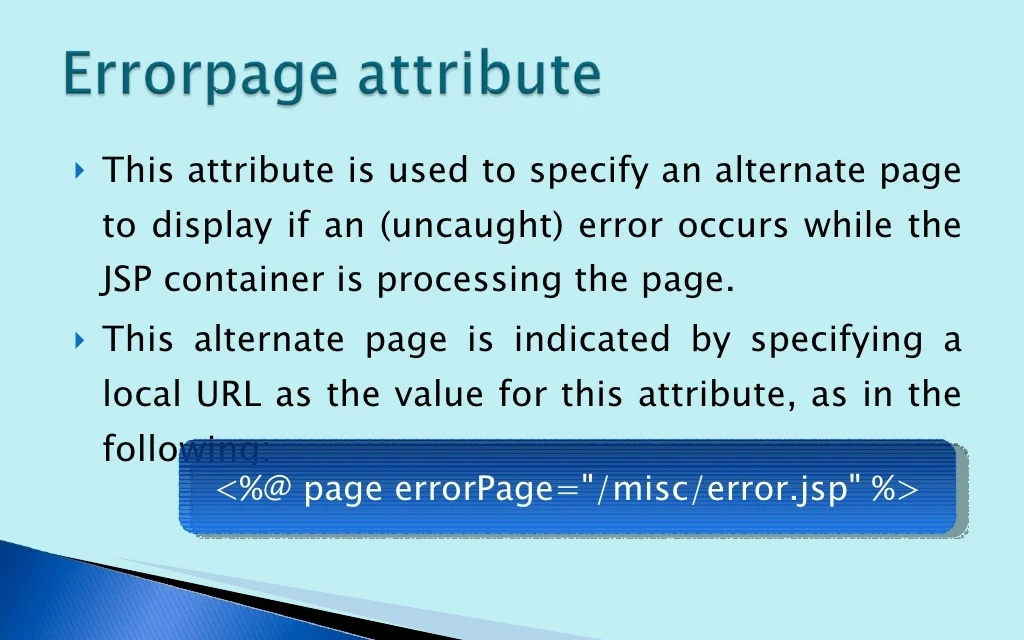 Errorpage attribute
This attribute is used to specify an alternate page
to display if an (uncaught) error occurs while the
JSP container is processing the page.
This alternate page is indicated by specifying a
local URL as the value for this attribute, as in the
following:
<%@ page errorPage="/misc/error.jsp" %>